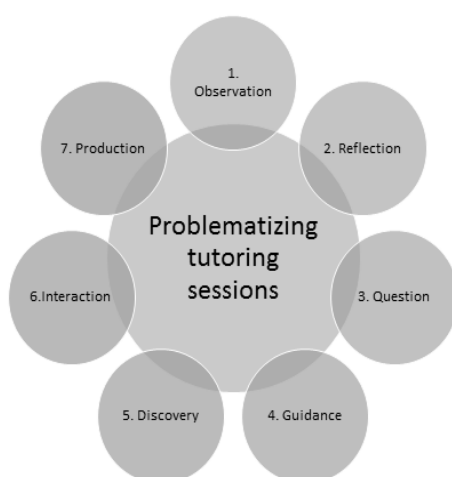 1.
Observation
2. Reflection
3. Question
4. Guidance
5. Discovery
6.Interaction
7. Production
Problematizing
tutoring
sessions